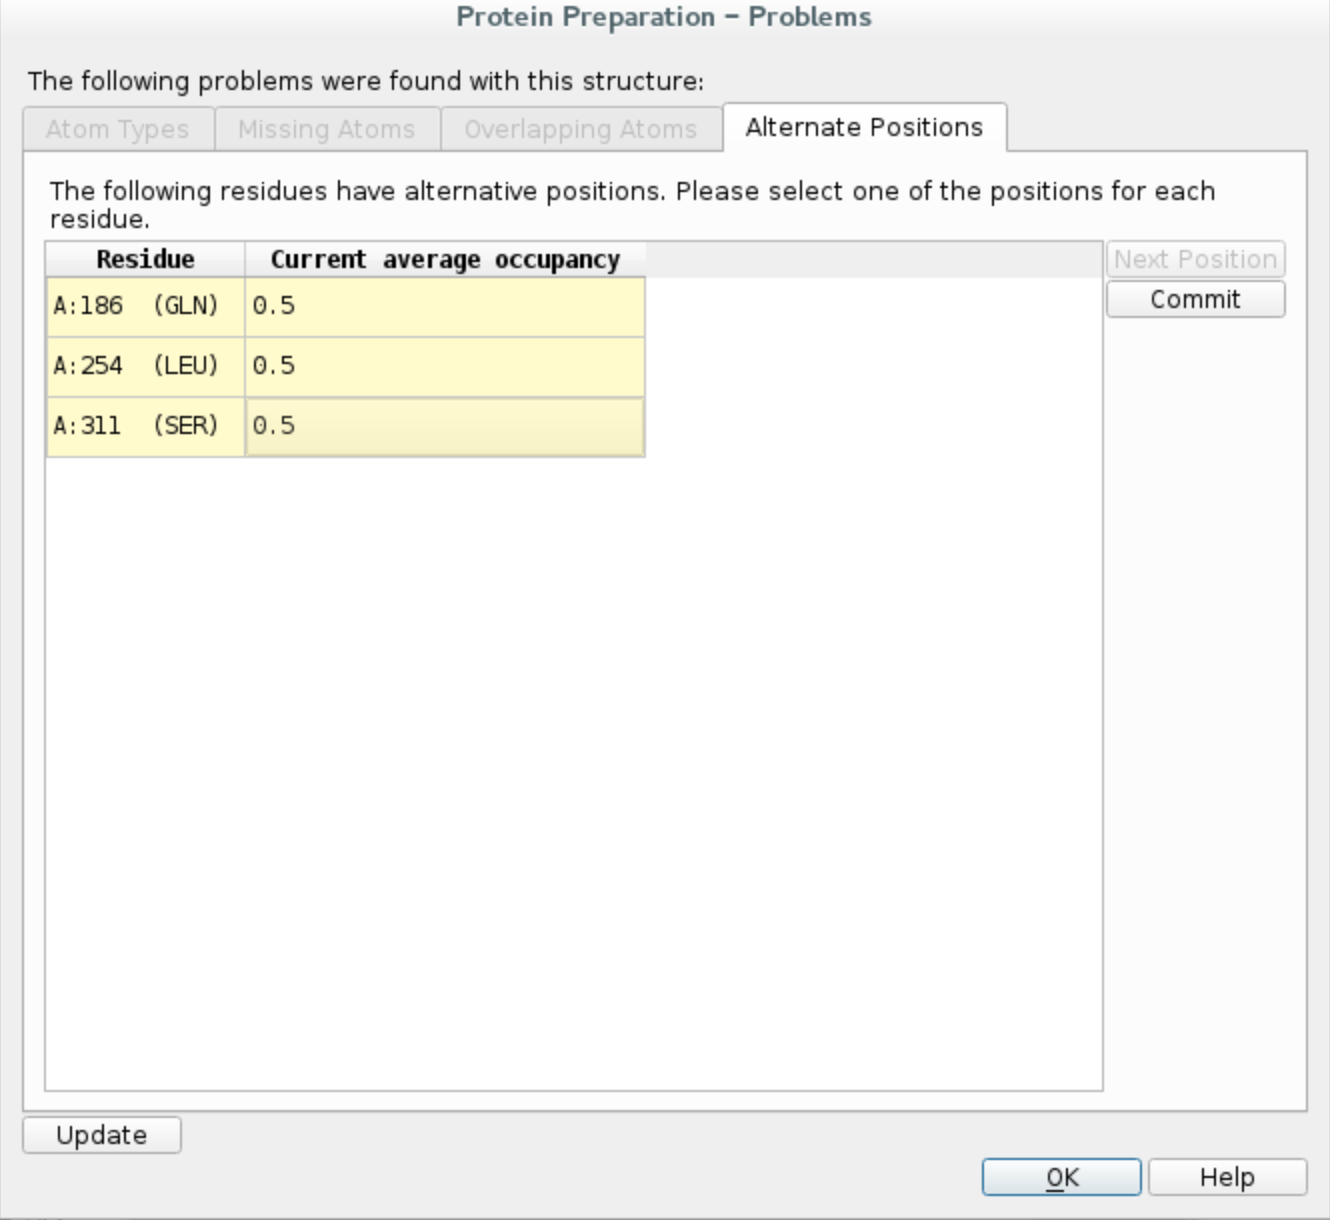 Protein Preparation – Problems
The following problems were found with this structure:
Atom Types Missing Atoms Overlapping Atoms Alternate Positions
The following residues have alternative positions. Please select one of the positions for each
residue.
Residue Current average occupancy Next Position
Commit
A:186 (GLN) 0.5
A:254 (LEU) 0.5
A:311 (SER) 0.5
Update
OK Help